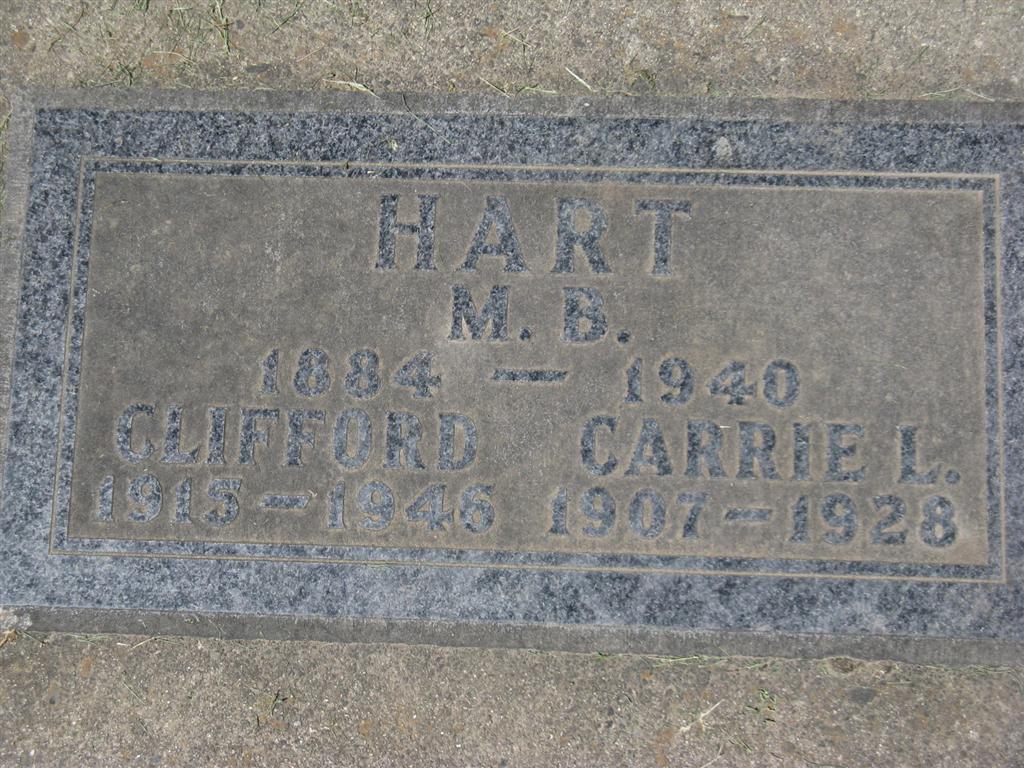 HART
M. B.
1884 — 1940
CLIFFORD CARRIE L.
1915 — 1946 1907 — 1928